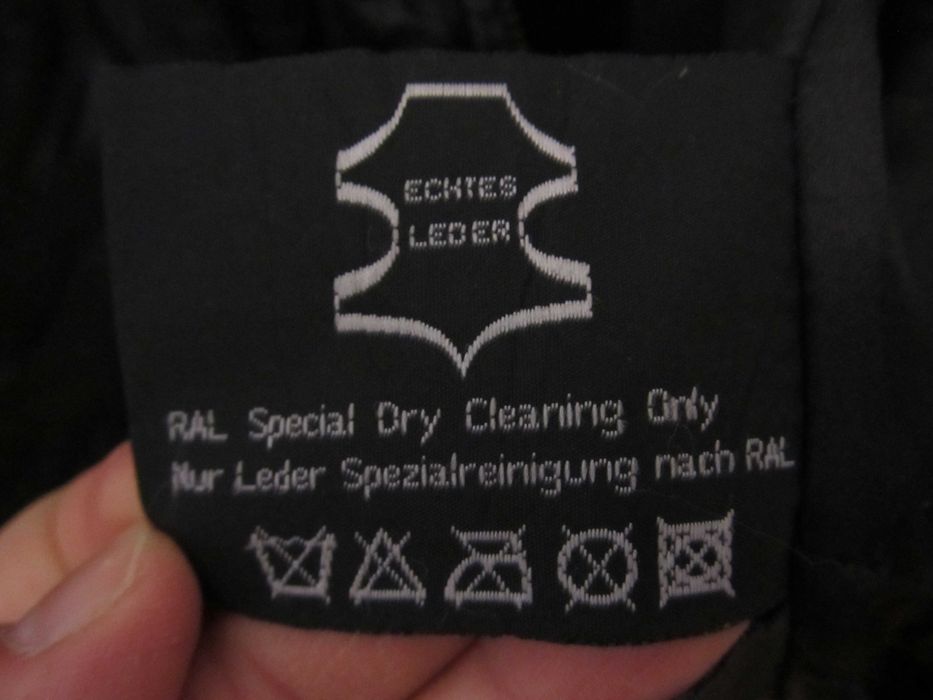 ECHTES
LEDER
RAL Special Dry Cleaning Only
Nur Leder Spezialreinigung nach RAL